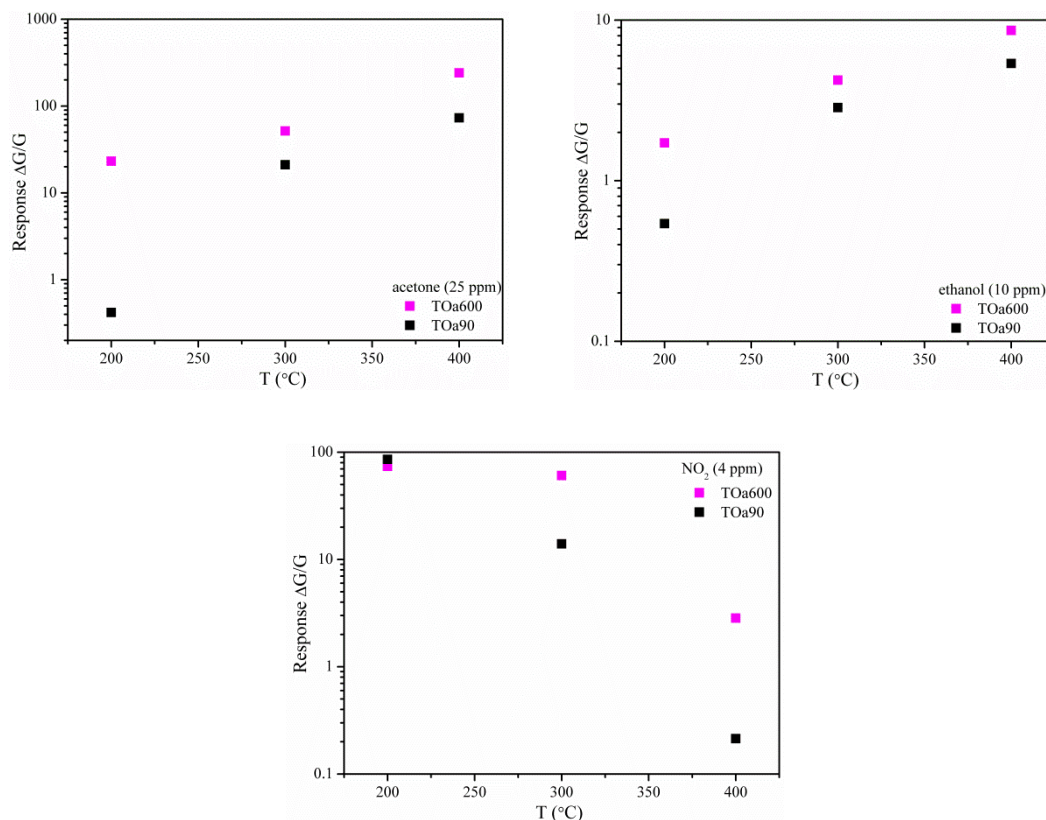 1000
100
10
1
Response ΔG/G
acetone (25 ppm)
TOa600
TOa90
200 250 300 350 400
T (°C)
10
1
0.1
Response ΔG/G
ethanol (10 ppm)
TOa600
TOa90
200 250 300 350 400
T (°C)
100
10
1
0.1
Response ΔG/G
NO₂ (4 ppm)
TOa600
TOa90
200 250 300 350 400
T (°C)